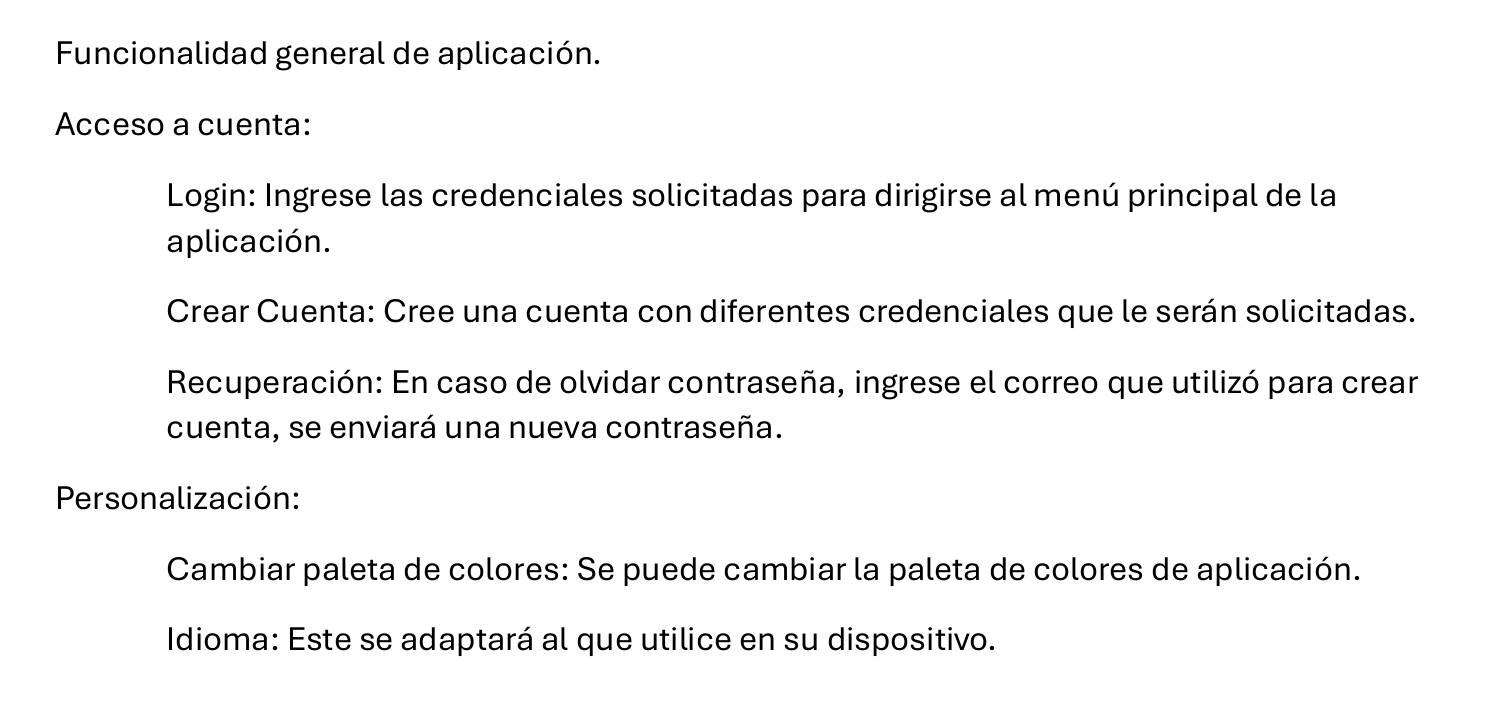 Funcionalidad general de aplicación.
Acceso a cuenta:
Login: Ingrese las credenciales solicitadas para dirigirse al menú principal de la
aplicación.
Crear Cuenta: Cree una cuenta con diferentes credenciales que le serán solicitadas.
Recuperación: En caso de olvidar contraseña, ingrese el correo que utilizó para crear
cuenta, se enviará una nueva contraseña.
Personalización:
Cambiar paleta de colores: Se puede cambiar la paleta de colores de aplicación.
Idioma: Este se adaptará al que utilice en su dispositivo.